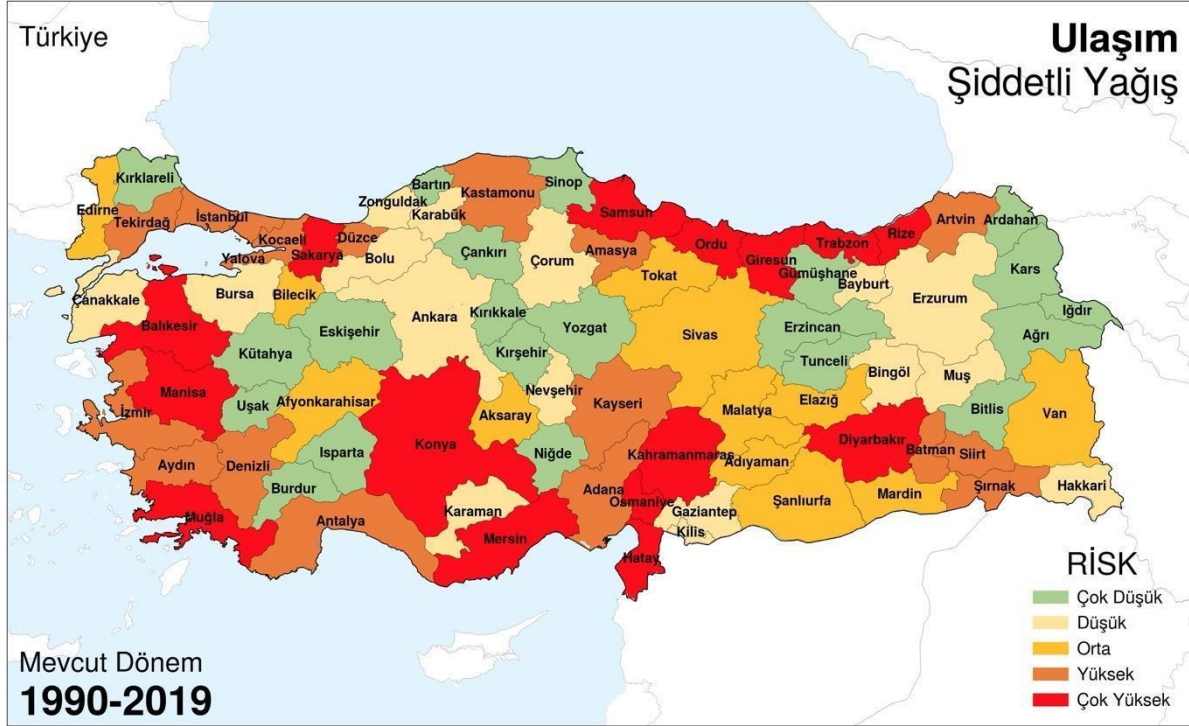 Türkiye
Ulaşım
Şiddetli Yağış
Kırklareli
Edirne
Tekirdağ
İstanbul
Kocaeli
Yalova
Sakarya
Düzce
Zonguldak
Bartın
Karabük
Kastamonu
Sinop
Bolu
Çankırı
Çorum
Samsun
Amasya
Tokat
Ordu
Giresun
Gümüşhane
Trabzon
Rize
Artvin
Ardahan
Kars
Bayburt
Erzurum
Iğdır
Ağrı
Çanakkale
Bursa
Bilecik
Balıkesir
Kütahya
Eskişehir
Ankara
Kırıkkale
Kırşehir
Yozgat
Sivas
Erzincan
Tunceli
Bingöl
Muş
Bitlis
Van
Manisa
İzmir
Uşak
Afyonkarahisar
Konya
Aksaray
Nevşehir
Kayseri
Niğde
Malatya
Elazığ
Diyarbakır
Batman
Siirt
Şırnak
Hakkari
Aydın
Denizli
Isparta
Burdur
Muğla
Antalya
Karaman
Mersin
Adana
Osmaniye
Kahramanmaraş
Adıyaman
Gaziantep
Kilis
Hatay
Şanlıurfa
Mardin
RİSK
Çok Düşük
Düşük
Orta
Yüksek
Çok Yüksek
Mevcut Dönem
1990-2019